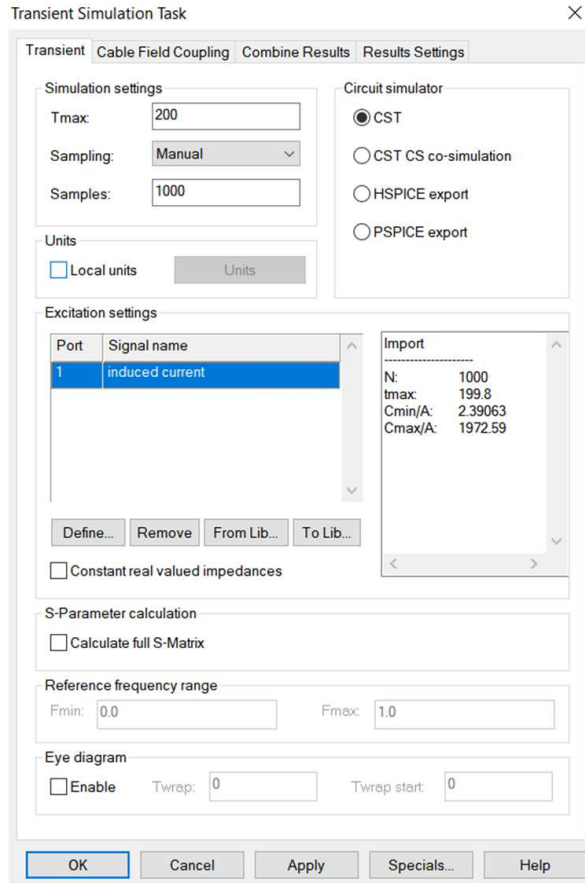 Transient Simulation Task
Transient Cable Field Coupling Combine Results Results Settings
Simulation settings
Tmax: 200
Sampling: Manual
Samples: 1000
Circuit simulator
CST
CST CS co-simulation
HSPICE export
PSPICE export
Units
Local units Units
Excitation settings
Port Signal name
1 induced current
Import
---------------------
N: 1000
tmax: 199.8
Cmin/A: 2.39063
Cmax/A: 1972.59
Define... Remove From Lib... To Lib...
Constant real valued impedances
S-Parameter calculation
Calculate full S-Matrix
Reference frequency range
Fmin: 0.0 Fmax: 1.0
Eye diagram
Enable Twrap: 0 Twrap start: 0
OK Cancel Apply Specials... Help